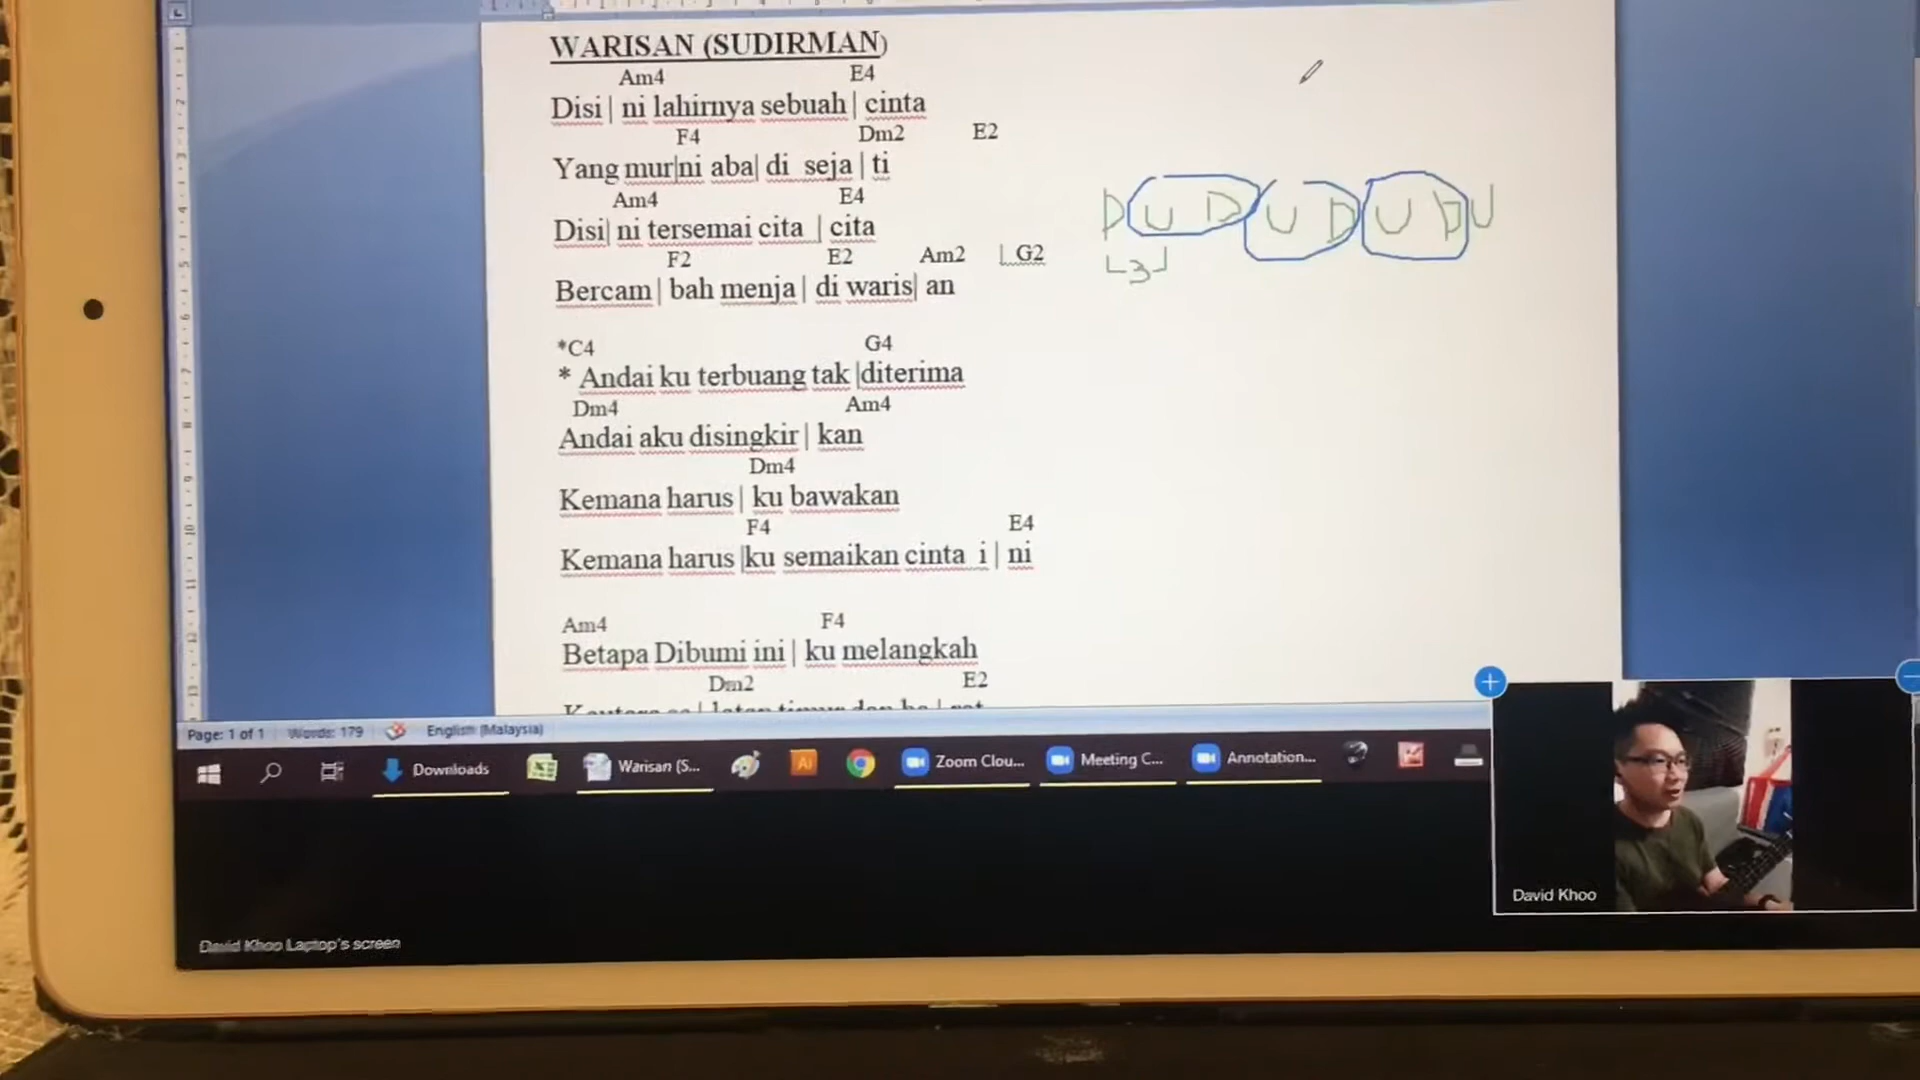 WARISAN (SUDIRMAN)
Am4 E4
Disi | ni lahirnya sebuah | cinta
F4 Dm2 E2
Yang mur|ni aba| di seja | ti
Am4 E4
Disi| ni tersemai cita | cita
F2 E2 Am2 | G2
Bercam | bah menja | di waris| an
*C4 G4
* Andai ku terbuang tak |diterima
Dm4 Am4
Andai aku disingkir | kan
Dm4
Kemana harus | ku bawakan
F4 E4
Kemana harus |ku semaikan cinta i | ni
Am4 F4
Betapa Dibumi ini | ku melangkah
Dm2 E2
D U D U D U D U
3
Page: 1 of 1 Words: 179 English (Malaysia)
Downloads Warisan (S... Ai Zoom Clou... Meeting C... Annotation...
David Khoo
David Khoo Laptop's screen